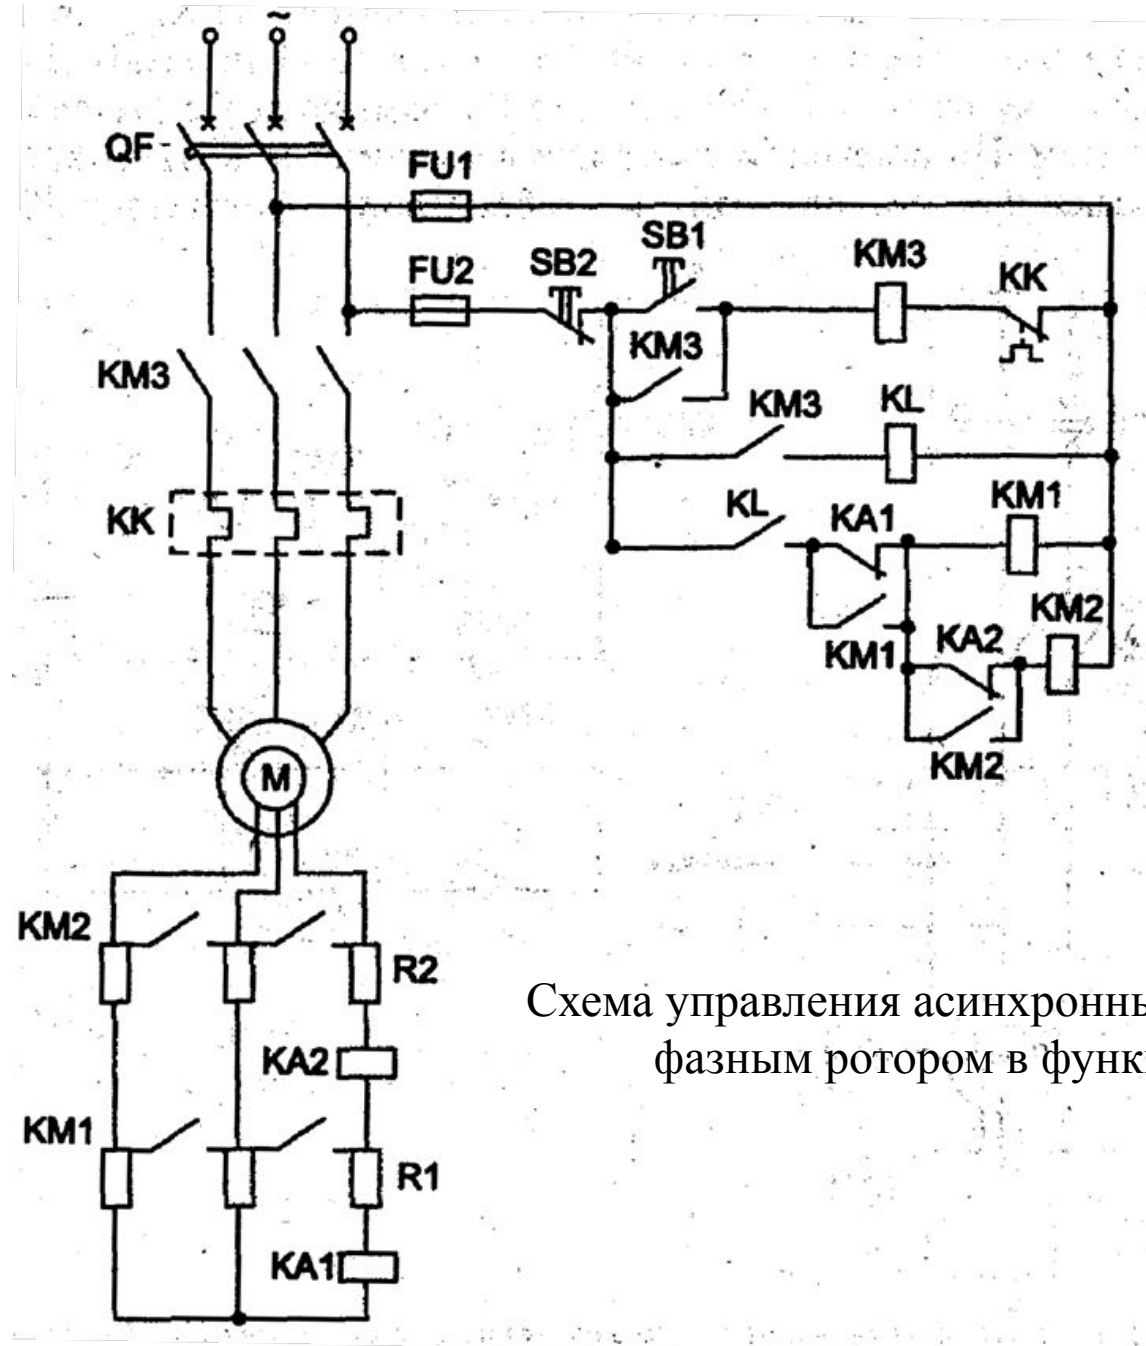 ~
QF
FU1
FU2
SB2
SB1
KM3
KK
KM3
KM3
KM3
KL
KK
KL
KA1
KM1
KM1
KA2
KM2
KM2
M
KM2
R2
Схема управления асинхронны
фазным ротором в функ
KA2
KM1
R1
KA1